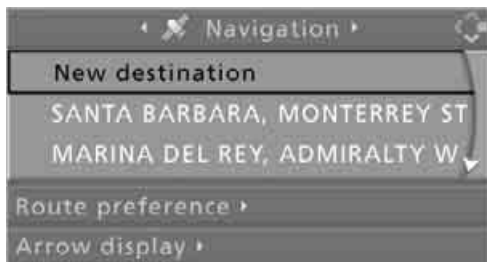 Navigation
New destination
SANTA BARBARA, MONTERREY ST
MARINA DEL REY, ADMIRALTY W
Route preference
Arrow display